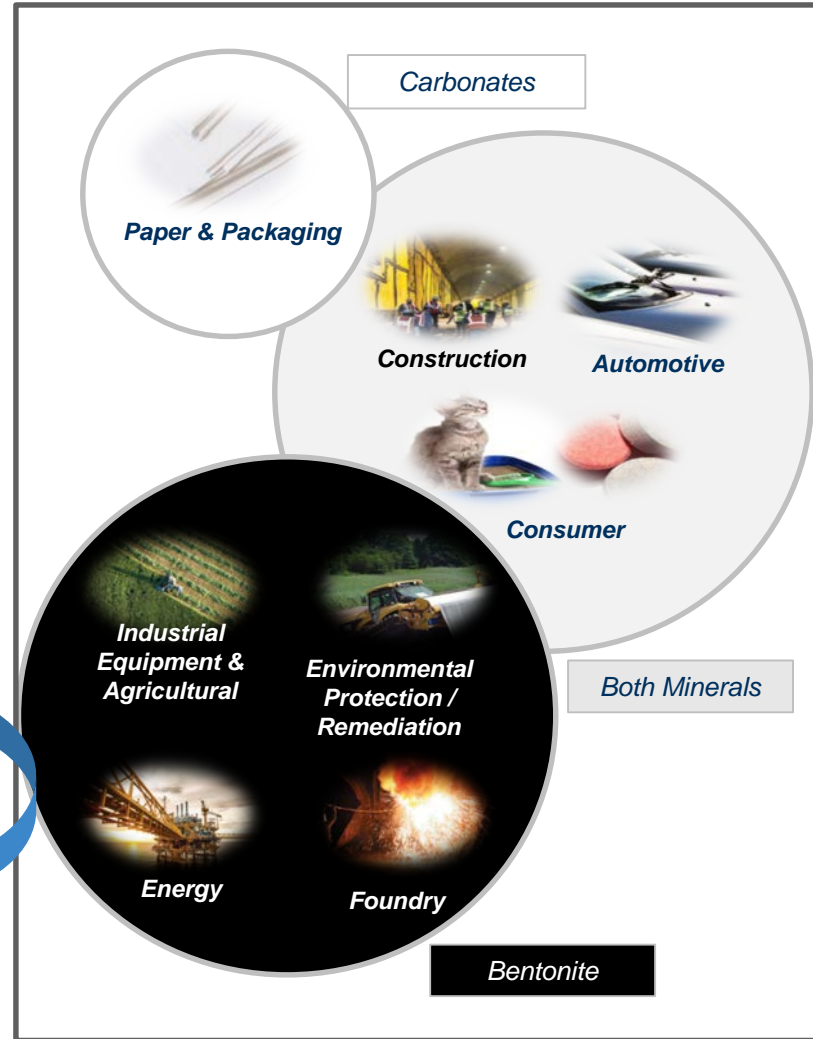 Carbonates
Paper & Packaging
Construction
Automotive
Consumer
Industrial
Equipment &
Agricultural
Environmental
Protection /
Remediation
Both Minerals
Energy
Foundry
Bentonite